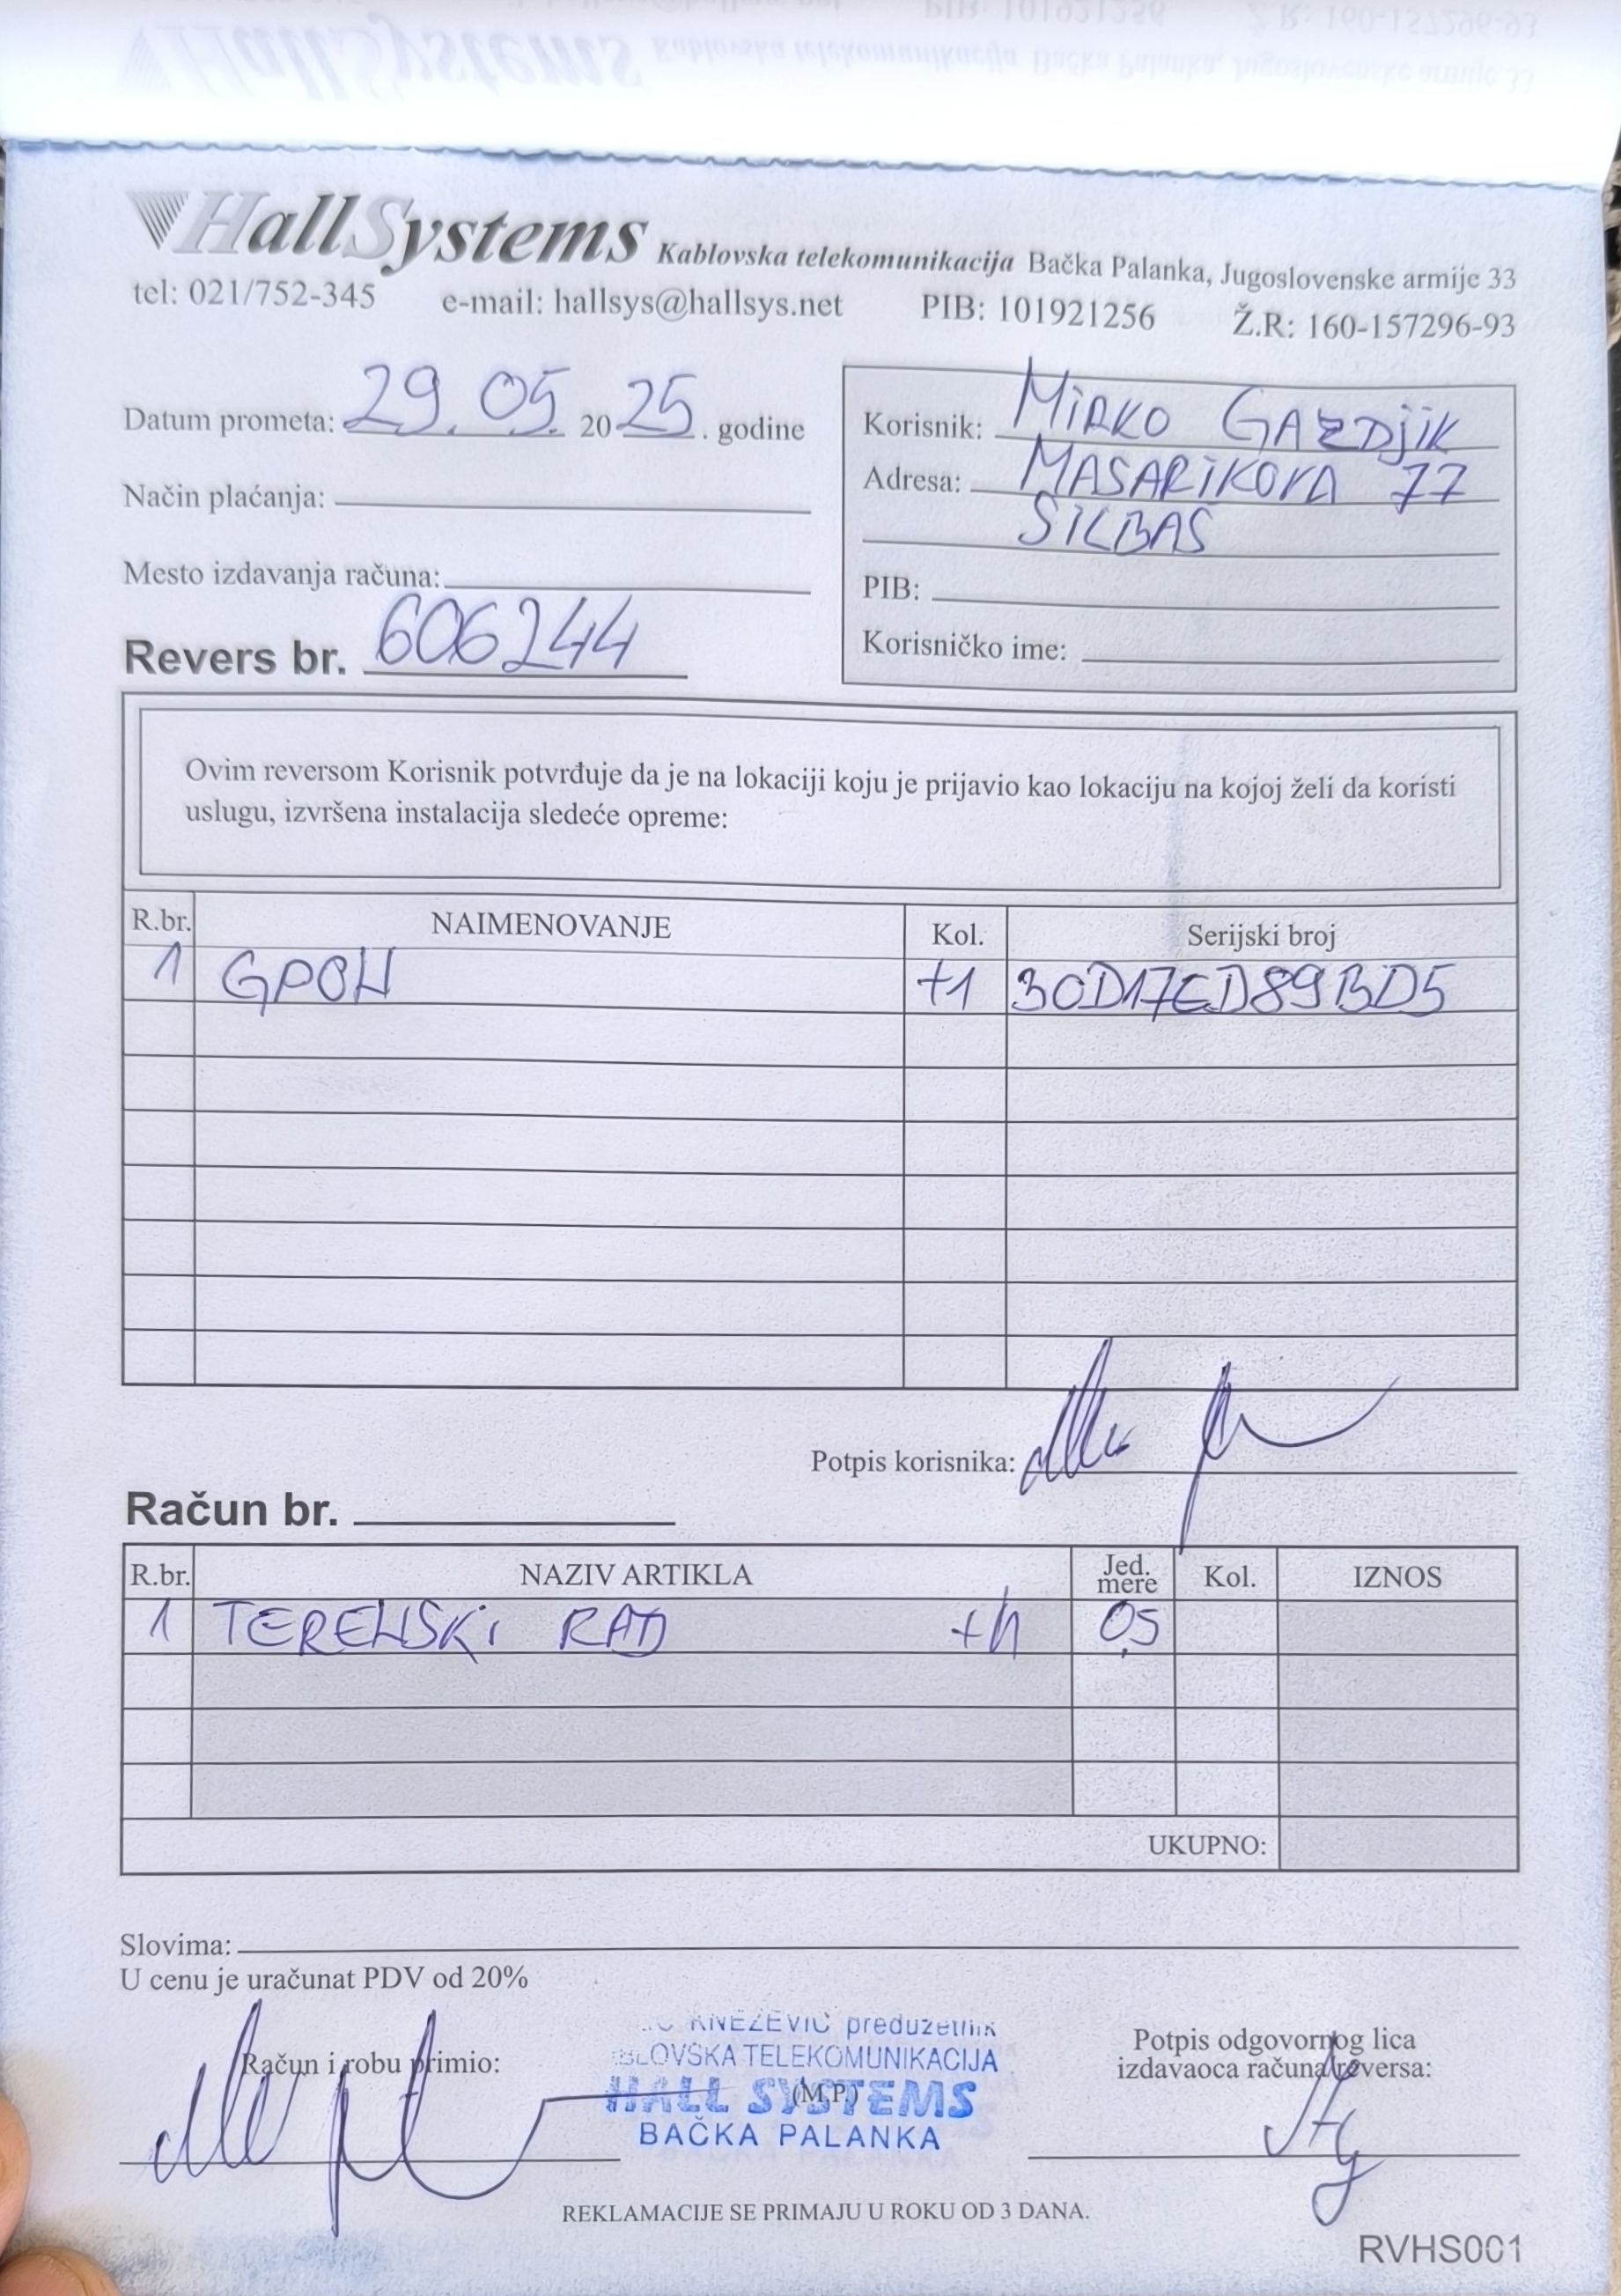 HallSystems Kablovska telekomunikacija Bačka Palanka, Jugoslovenske armije 33
tel: 021/752-345 e-mail: hallsys@hallsys.net PIB: 101921256 Ž.R: 160-157296-93
Datum prometa: 29.05. 2025. godine
Način plaćanja:
Mesto izdavanja računa:
Revers br. 606244
Korisnik: MIRKO GAZDJIK
Adresa: MASARIKOVA 77
SILBAŠ
PIB:
Korisničko ime:
Ovim reversom Korisnik potvrđuje da je na lokaciji koju je prijavio kao lokaciju na kojoj želi da koristi
uslugu, izvršena instalacija sledeće opreme:
R.br. NAIMENOVANJE Kol. Serijski broj
1 GPON +1 30D17ED89BD5
Potpis korisnika:
Račun br.
R.br. NAZIV ARTIKLA Jed. mere Kol. IZNOS
1 TERENSKI RAD +h 0,5
UKUPNO:
Slovima:
U cenu je uračunat PDV od 20%
Račun i robu primio:
KNEŽEVIĆ preduzetnik
TELEKOMUNIKACIJA
HALL SYSTEMS
(M.P.)
BAČKA PALANKA
Potpis odgovornog lica
izdavaoca računa/reversa:
REKLAMACIJE SE PRIMAJU U ROKU OD 3 DANA.
RVHS001